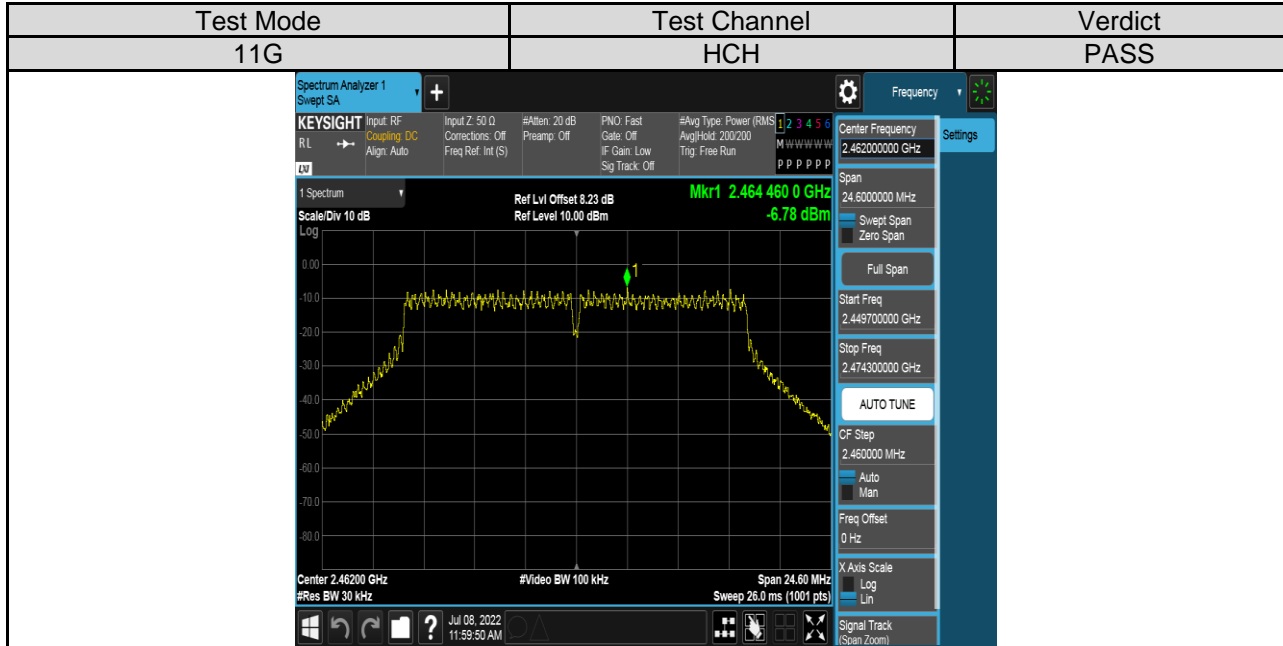 Test Mode Test Channel Verdict
11G HCH PASS
Spectrum Analyzer 1
Swept SA
+
Frequency
KEYSIGHT
RL
LXI
Input: RF
Coupling: DC
Align: Auto
Input Z: 50 Ω
Corrections: Off
Freq Ref: Int (S)
#Atten: 20 dB
Preamp: Off
PNO: Fast
Gate: Off
IF Gain: Low
Sig Track: Off
#Avg Type: Power (RMS
Avg|Hold: 200/200
Trig: Free Run
1 2 3 4 5 6
M W W W W W
P P P P P P
1 Spectrum
Scale/Div 10 dB
Log
Ref Lvl Offset 8.23 dB
Ref Level 10.00 dBm
Mkr1 2.464 460 0 GHz
-6.78 dBm
1
0.00
-10.0
-20.0
-30.0
-40.0
-50.0
-60.0
-70.0
-80.0
Center 2.46200 GHz
#Res BW 30 kHz
#Video BW 100 kHz
Span 24.60 MHz
Sweep 26.0 ms (1001 pts)
Center Frequency
2.462000000 GHz
Settings
Span
24.6000000 MHz
Swept Span
Zero Span
Full Span
Start Freq
2.449700000 GHz
Stop Freq
2.474300000 GHz
AUTO TUNE
CF Step
2.460000 MHz
Auto
Man
Freq Offset
0 Hz
X Axis Scale
Log
Lin
Signal Track
(Span Zoom)
?
Jul 08, 2022
11:59:50 AM